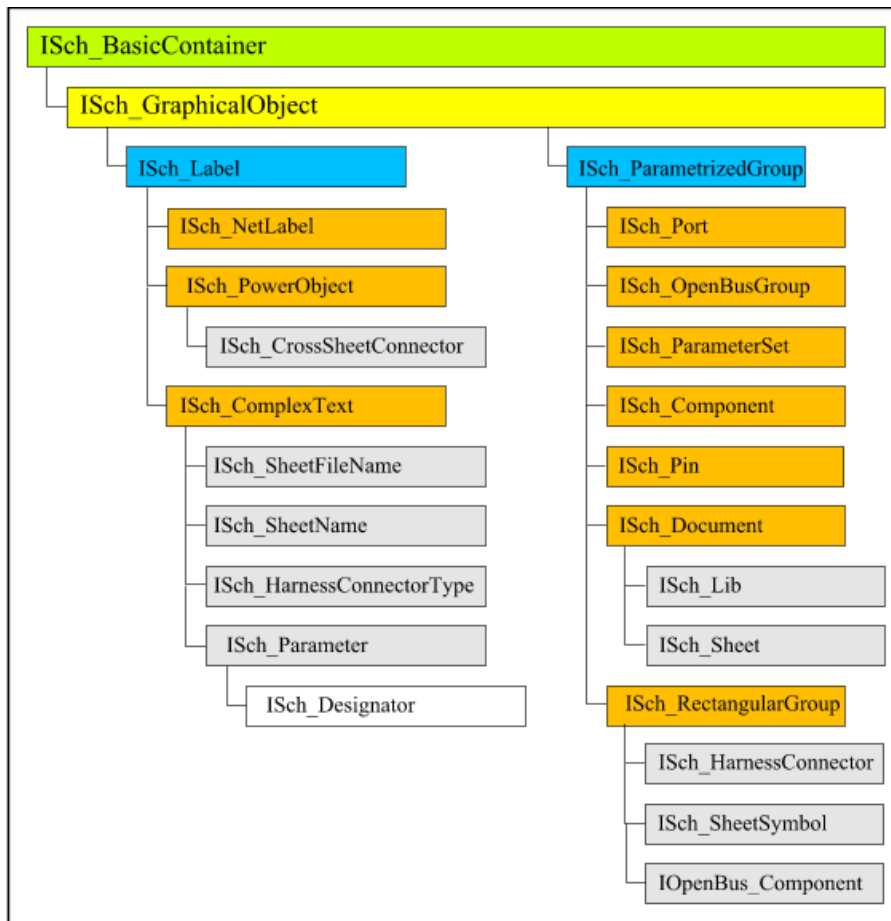 ISch_BasicContainer
ISch_GraphicalObject
ISch_Label
ISch_NetLabel
ISch_PowerObject
ISch_CrossSheetConnector
ISch_ComplexText
ISch_SheetFileName
ISch_SheetName
ISch_HarnessConnectorType
ISch_Parameter
ISch_Designator
ISch_ParametrizedGroup
ISch_Port
ISch_OpenBusGroup
ISch_ParameterSet
ISch_Component
ISch_Pin
ISch_Document
ISch_Lib
ISch_Sheet
ISch_RectangularGroup
ISch_HarnessConnector
ISch_SheetSymbol
IOpenBus_Component